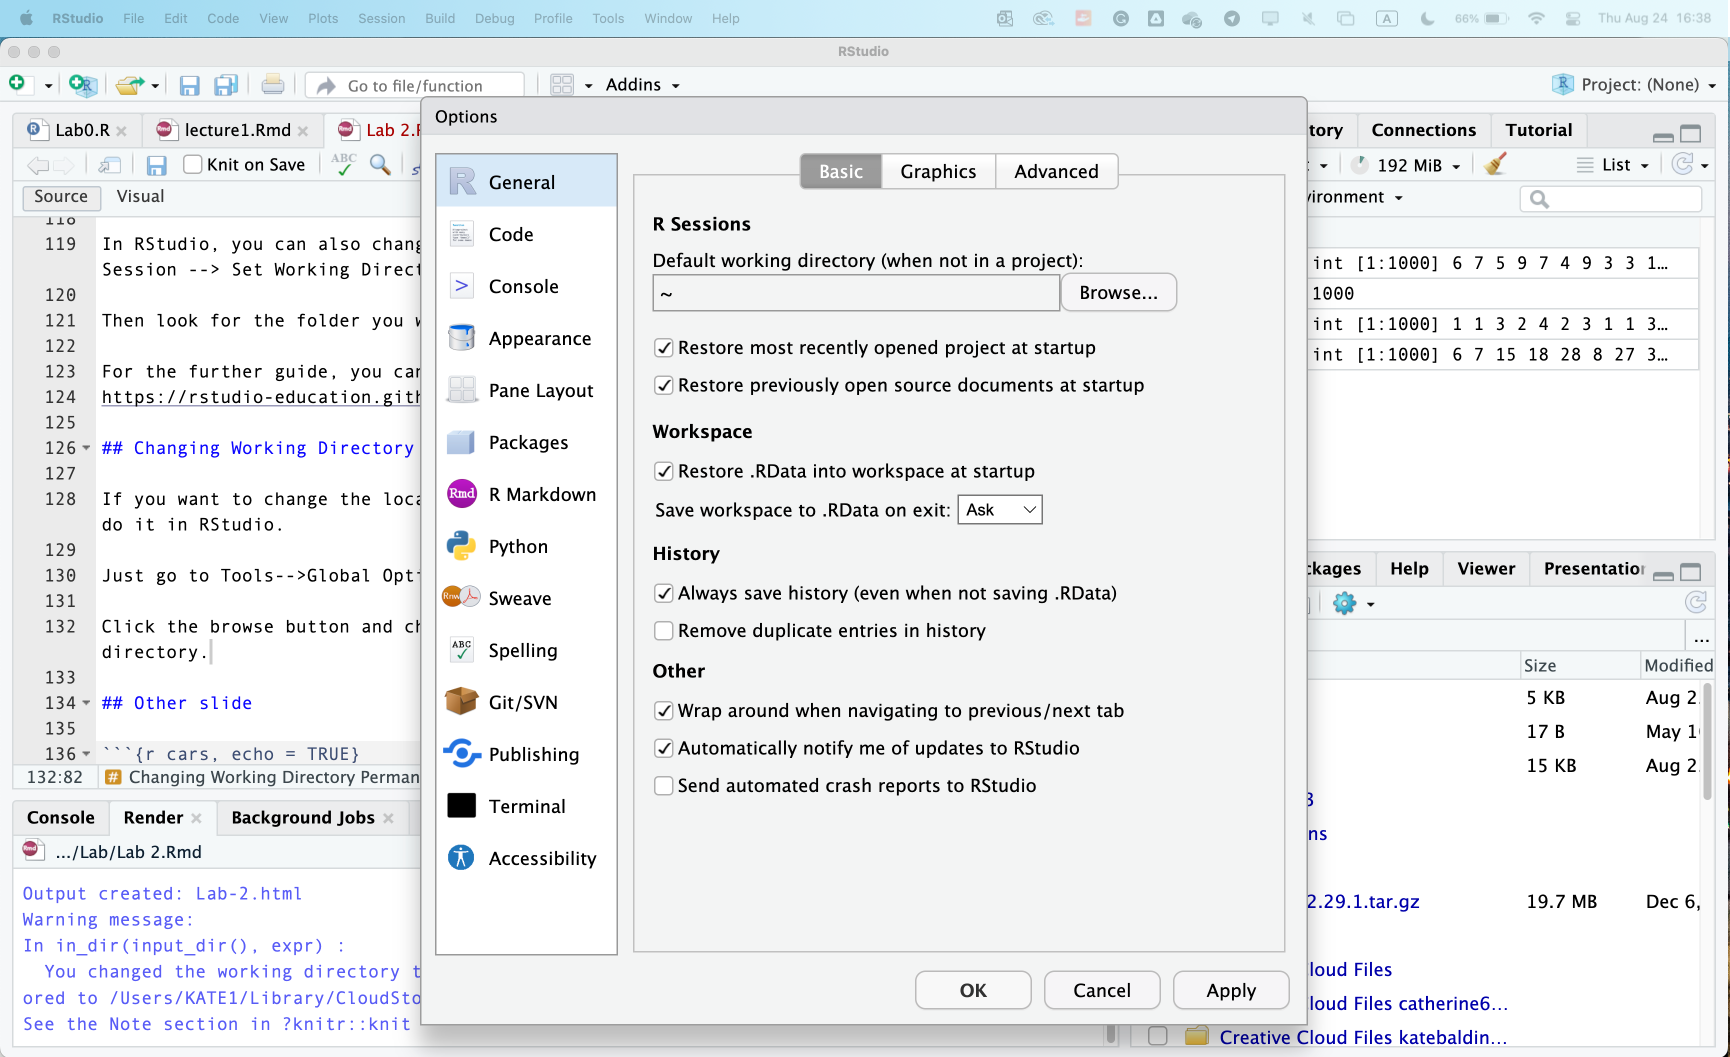 RStudio File Edit Code View Plots Session Build Debug Profile Tools Window Help
A 66% Thu Aug 24 16:38
RStudio
Go to file/function Addins Project: (None)
Lab0.R lecture1.Rmd Lab 2.
Knit on Save
Source Visual
118
119 In RStudio, you can also chang
Session --> Set Working Direct
120
121 Then look for the folder you w
122
123 For the further guide, you can
124 https://rstudio-education.gith
125
126 ## Changing Working Directory
127
128 If you want to change the loca
do it in RStudio.
129
130 Just go to Tools-->Global Opti
131
132 Click the browse button and ch
directory.
133
134 ## Other slide
135
136 ```{r cars, echo = TRUE}
132:82 # Changing Working Directory Perman
Console Render Background Jobs
.../Lab/Lab 2.Rmd
Output created: Lab-2.html
Warning message:
In in_dir(input_dir(), expr) :
You changed the working directory t
ored to /Users/KATE1/Library/CloudSto
See the Note section in ?knitr::knit
Options
General
Code
Console
Appearance
Pane Layout
Packages
Rmd R Markdown
Python
Rnw Sweave
ABC Spelling
Git/SVN
Publishing
Terminal
Accessibility
Basic Graphics Advanced
R Sessions
Default working directory (when not in a project):
~ Browse...
Restore most recently opened project at startup
Restore previously open source documents at startup
Workspace
Restore .RData into workspace at startup
Save workspace to .RData on exit: Ask
History
Always save history (even when not saving .RData)
Remove duplicate entries in history
Other
Wrap around when navigating to previous/next tab
Automatically notify me of updates to RStudio
Send automated crash reports to RStudio
OK Cancel Apply
tory Connections Tutorial
192 MiB List
vironment
int [1:1000] 6 7 5 9 7 4 9 3 3 1…
1000
int [1:1000] 1 1 3 2 4 2 3 1 1 3…
int [1:1000] 6 7 15 18 28 8 27 3…
ckages Help Viewer Presentation
...
Size Modified
5 KB Aug 2
17 B May 1
15 KB Aug 2
3
ns
2.29.1.tar.gz 19.7 MB Dec 6,
loud Files
loud Files catherine6...
Creative Cloud Files katebaldin...